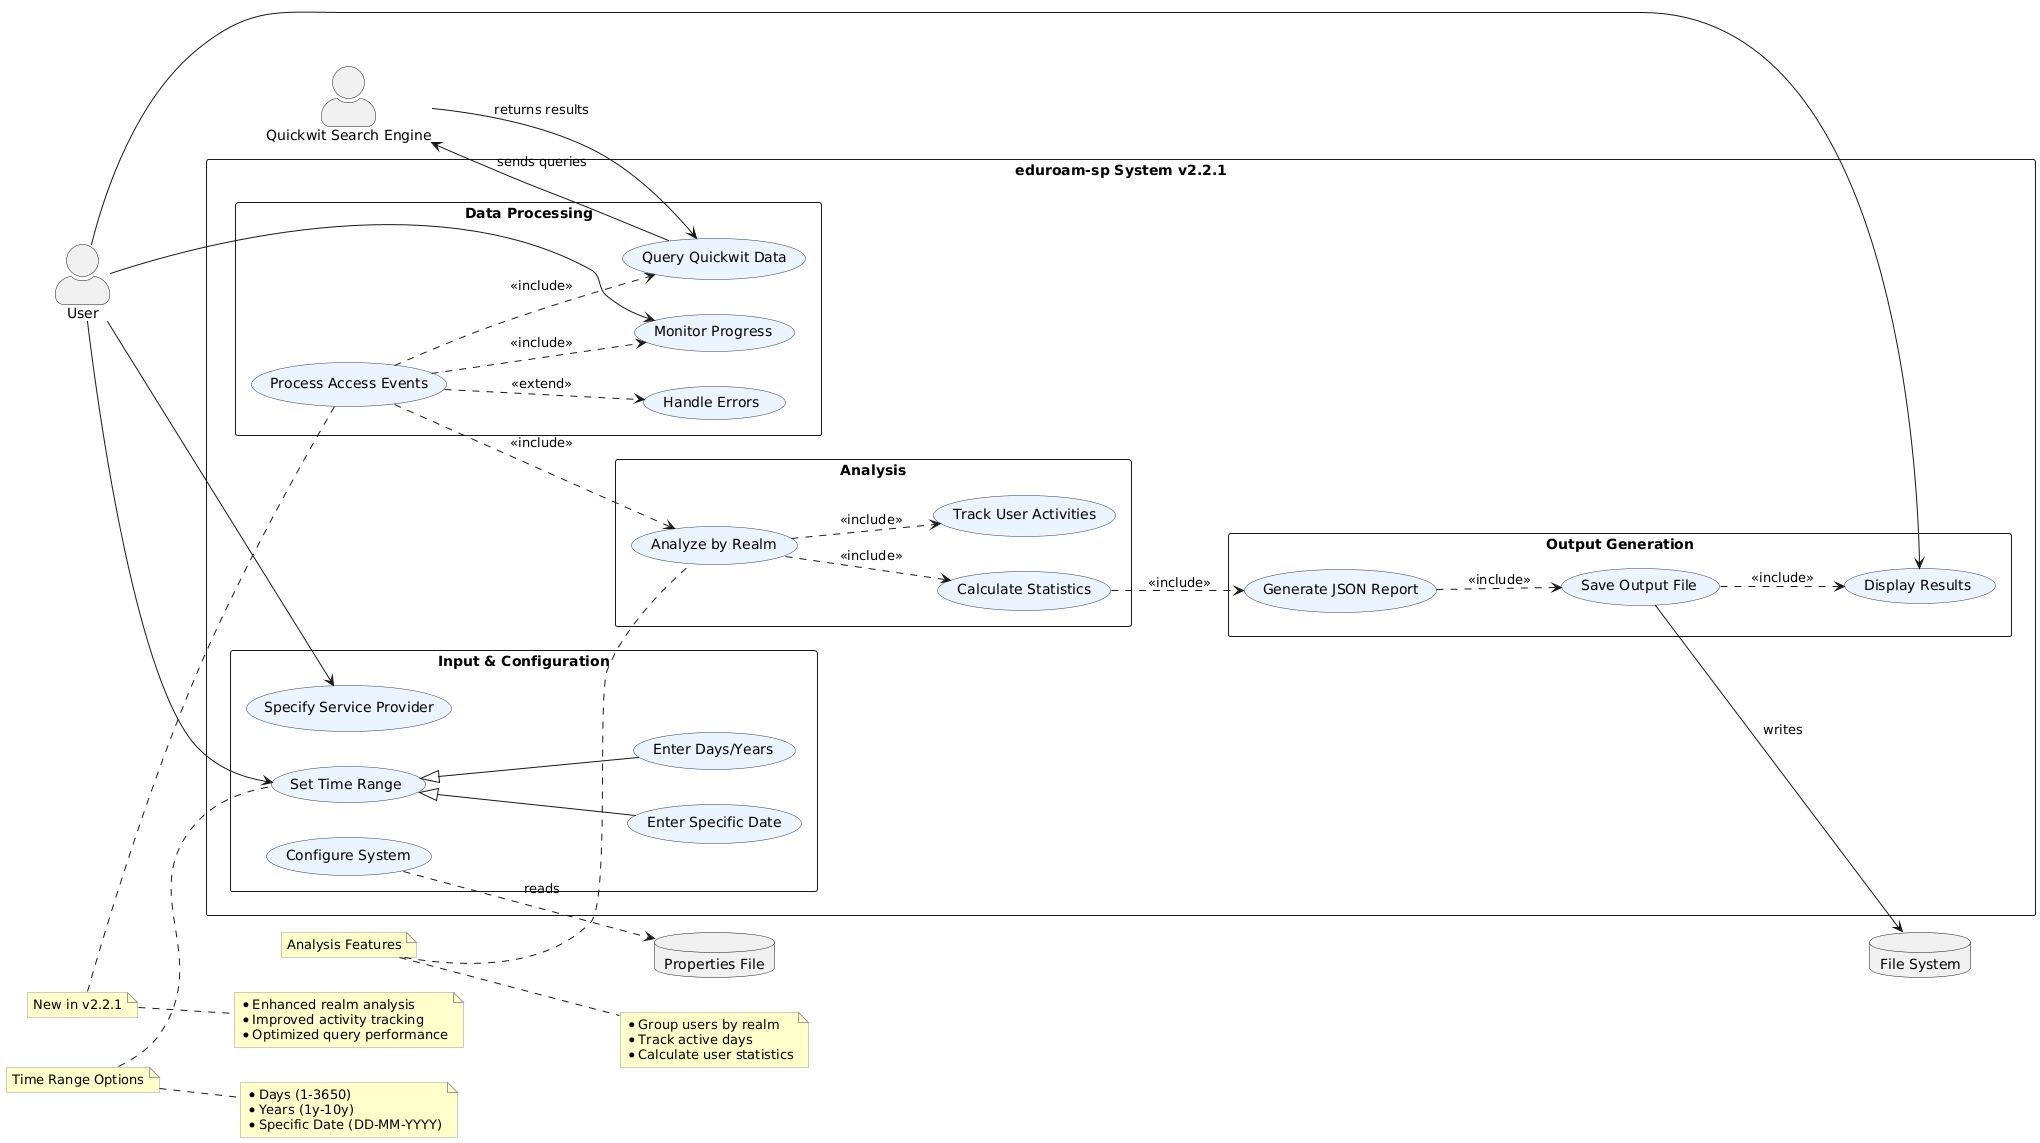 returns results
Quickwit Search Engine
sends queries
eduroam-sp System v2.2.1
Data Processing
Query Quickwit Data
«include»
User
Monitor Progress
«include»
Process Access Events
«extend»
Handle Errors
«include»
Analysis
Track User Activities
«include»
Analyze by Realm
«include»
Calculate Statistics
«include»
Output Generation
Generate JSON Report
«include»
Save Output File
«include»
Display Results
Input & Configuration
Specify Service Provider
writes
Enter Days/Years
Set Time Range
Enter Specific Date
Configure System
reads
Analysis Features
Properties File
File System
New in v2.2.1
• Enhanced realm analysis
• Improved activity tracking
• Optimized query performance
• Group users by realm
• Track active days
• Calculate user statistics
Time Range Options
• Days (1-3650)
• Years (1y-10y)
• Specific Date (DD-MM-YYYY)